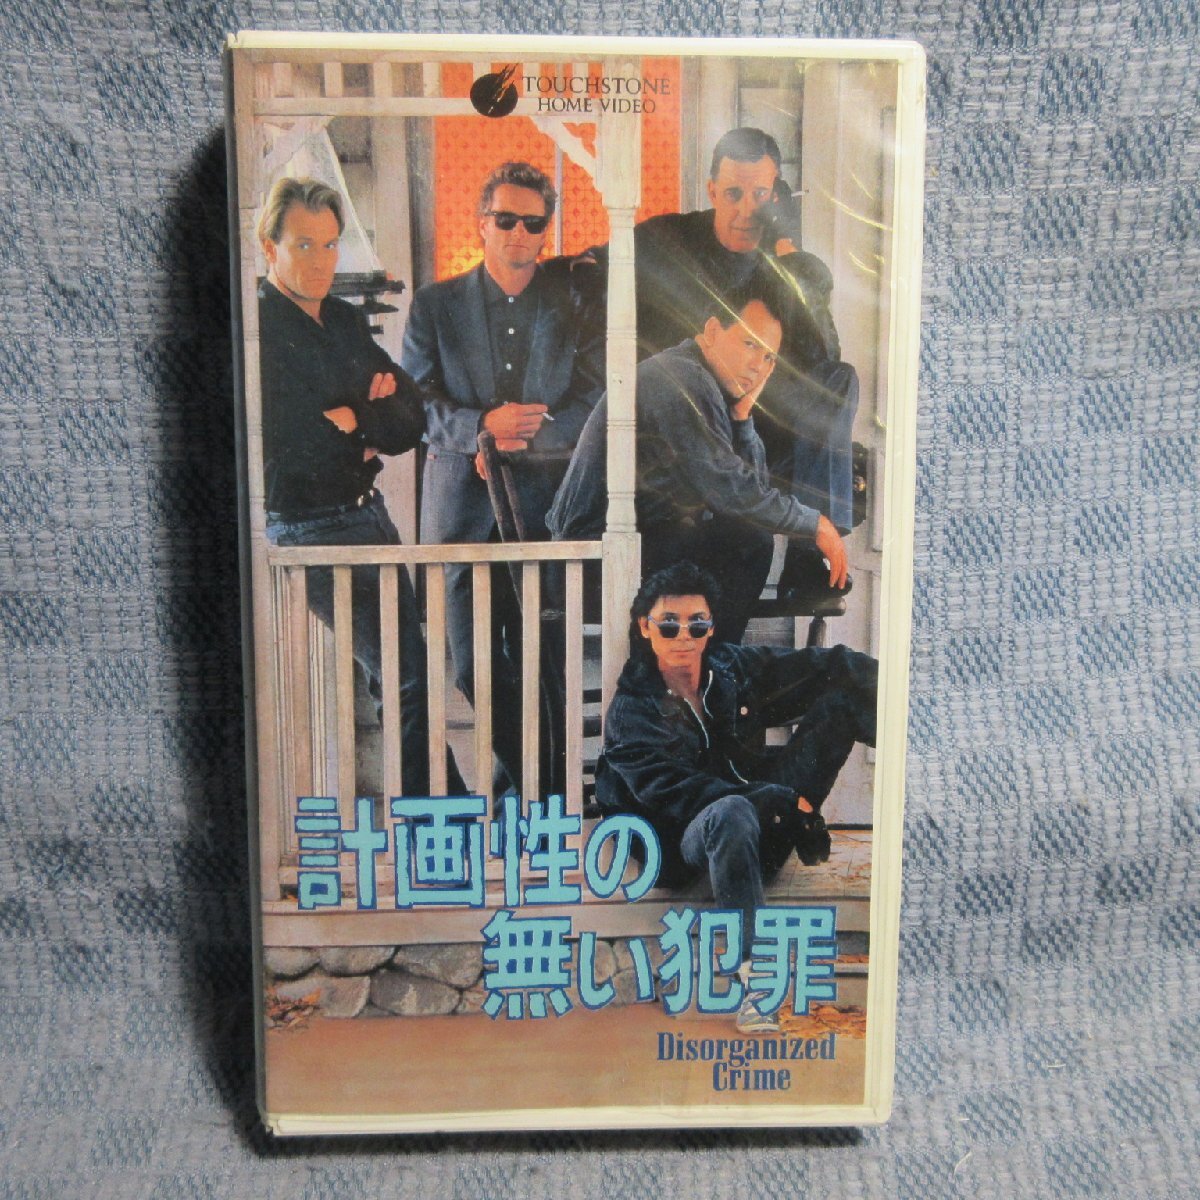 TOUCHSTONE
HOME VIDEO
計画性の
無い犯罪
Disorganized
Crime